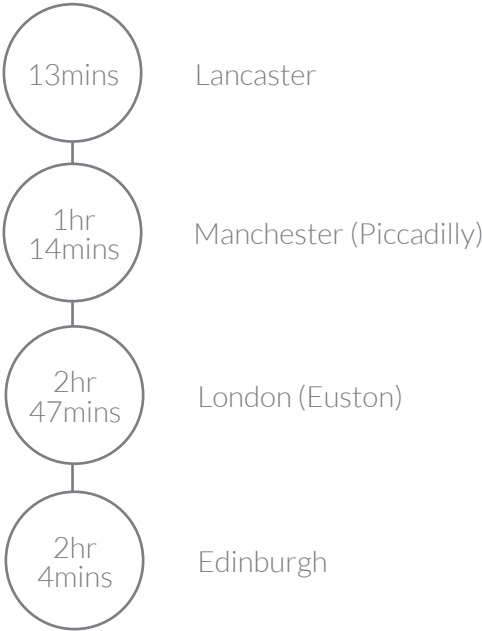 13mins
Lancaster
1hr
14mins
Manchester (Piccadilly)
2hr
47mins
London (Euston)
2hr
4mins
Edinburgh